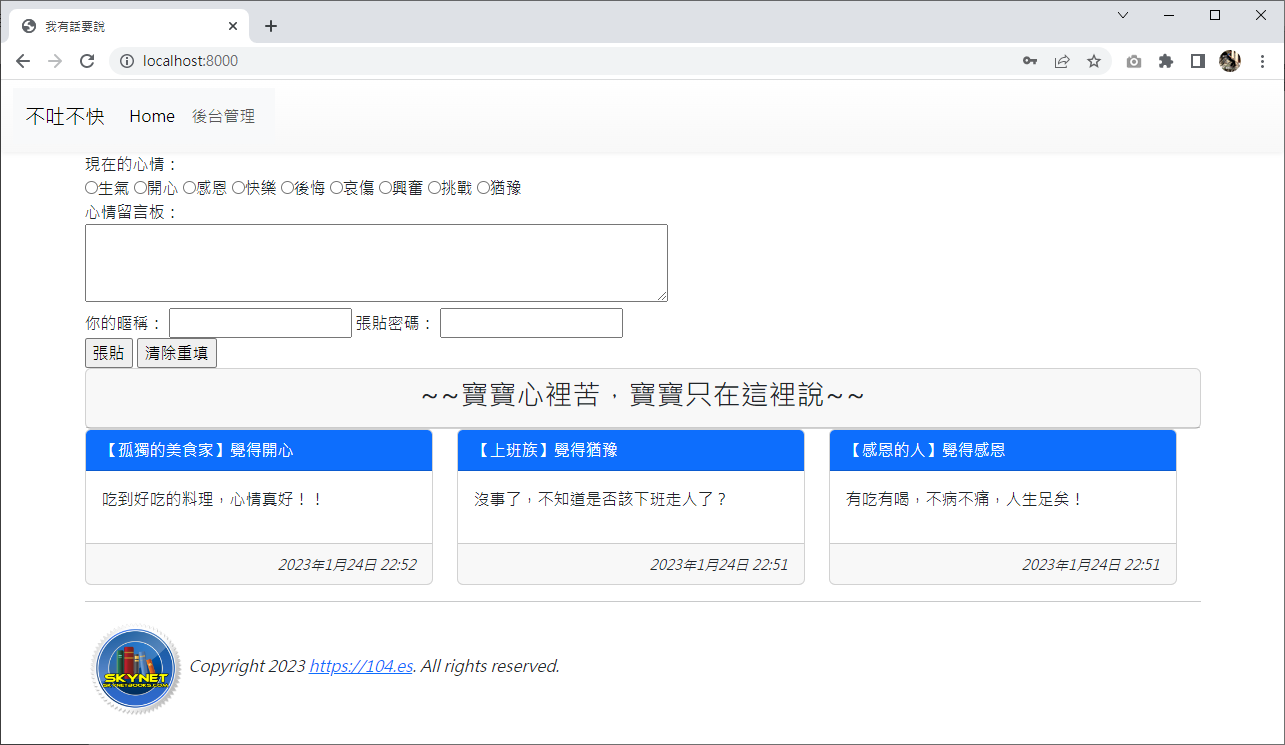 我有話要說
localhost:8000
不吐不快 Home 後台管理
現在的心情：
生氣 開心 感恩 快樂 後悔 哀傷 興奮 挑戰 猶豫
心情留言板：
你的暱稱： 張貼密碼：
張貼 清除重填
~~寶寶心裡苦，寶寶只在這裡說~~
【孤獨的美食家】覺得開心
吃到好吃的料理，心情真好！！
2023年1月24日 22:52
【上班族】覺得猶豫
沒事了，不知道是否該下班走人了？
2023年1月24日 22:51
【感恩的人】覺得感恩
有吃有喝，不病不痛，人生足矣！
2023年1月24日 22:51
SKYNET
SKYNETBOOKS.COM
Copyright 2023 https://104.es. All rights reserved.